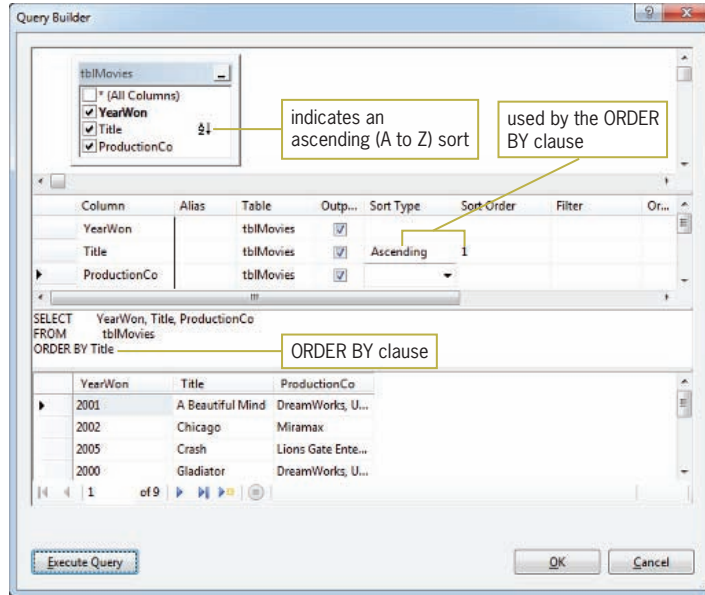 Query Builder
tblMovies
* (All Columns)
YearWon
Title
ProductionCo
indicates an
ascending (A to Z) sort
used by the ORDER
BY clause
Column Alias Table Outp... Sort Type Sort Order Filter Or...
YearWon tblMovies
Title tblMovies Ascending 1
ProductionCo tblMovies
SELECT YearWon, Title, ProductionCo
FROM tblMovies
ORDER BY Title
ORDER BY clause
YearWon Title ProductionCo
2001 A Beautiful Mind DreamWorks, U...
2002 Chicago Miramax
2005 Crash Lions Gate Ente...
2000 Gladiator DreamWorks, U...
1 of 9
Execute Query OK Cancel